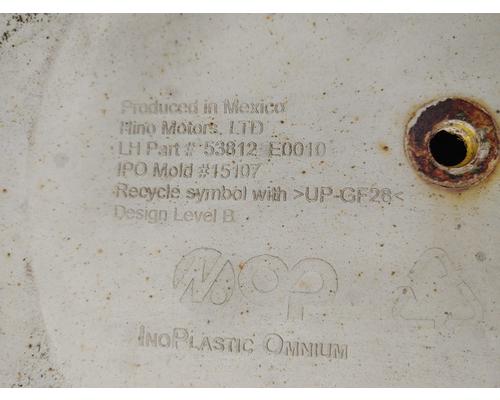 Produced in Mexico
Hino Motors, LTD
LH Part # 53812 E0010
IPO Mold #15107
Recycle symbol with >UP-GF28<
Design Level B
INOPLASTIC OMNIUM